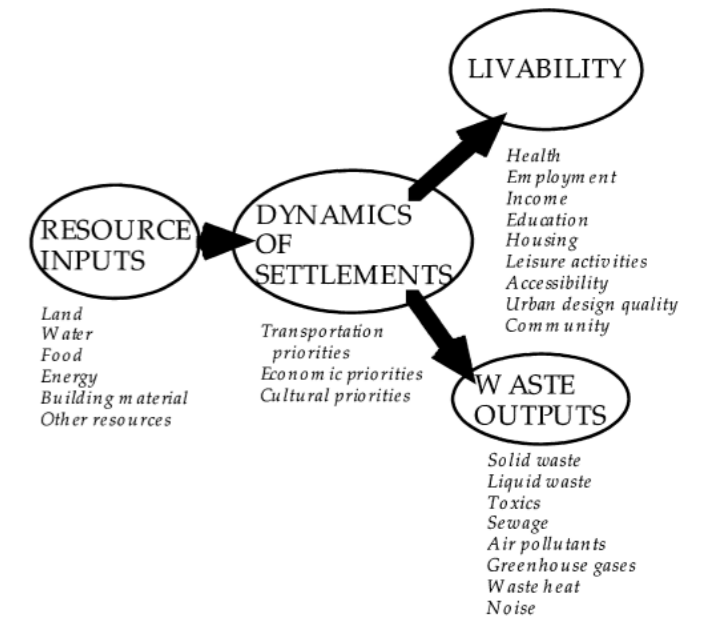 LIVABILITY
Health
Employment
Income
Education
Housing
Leisure activities
Accessibility
Urban design quality
Community
RESOURCE
INPUTS
Land
Water
Food
Energy
Building material
Other resources
DYNAMICS
OF
SETTLEMENTS
Transportation
priorities
Economic priorities
Cultural priorities
WASTE
OUTPUTS
Solid waste
Liquid waste
Toxics
Sewage
Air pollutants
Greenhouse gases
Waste heat
Noise